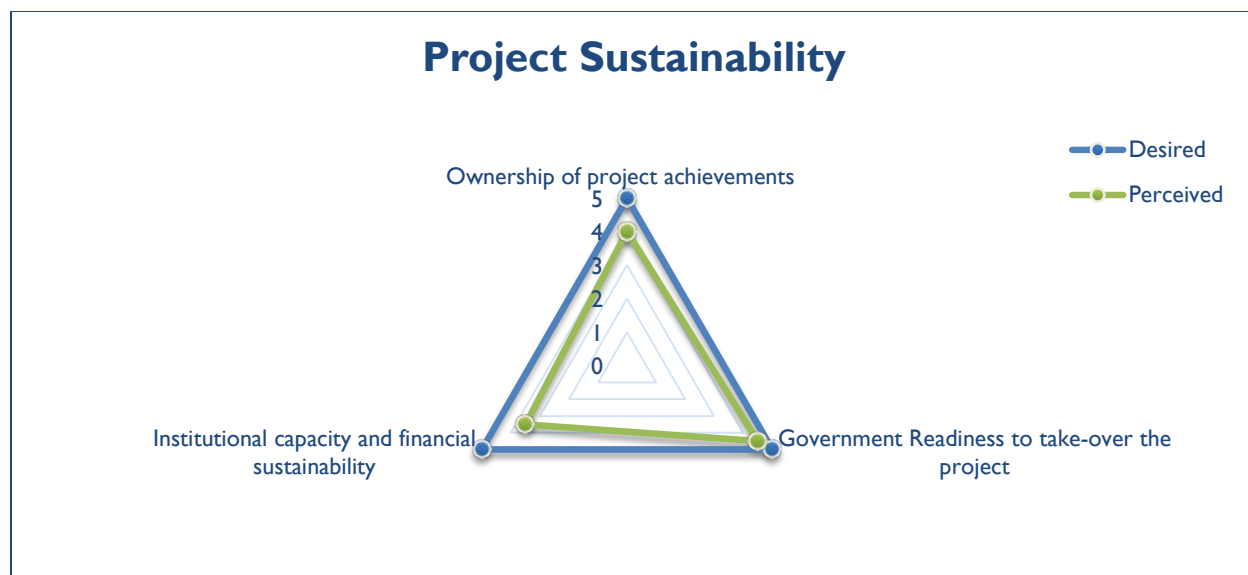 Project Sustainability
Desired
Perceived
Ownership of project achievements
5
4
3
2
1
0
Institutional capacity and financial
sustainability
Government Readiness to take-over the
project